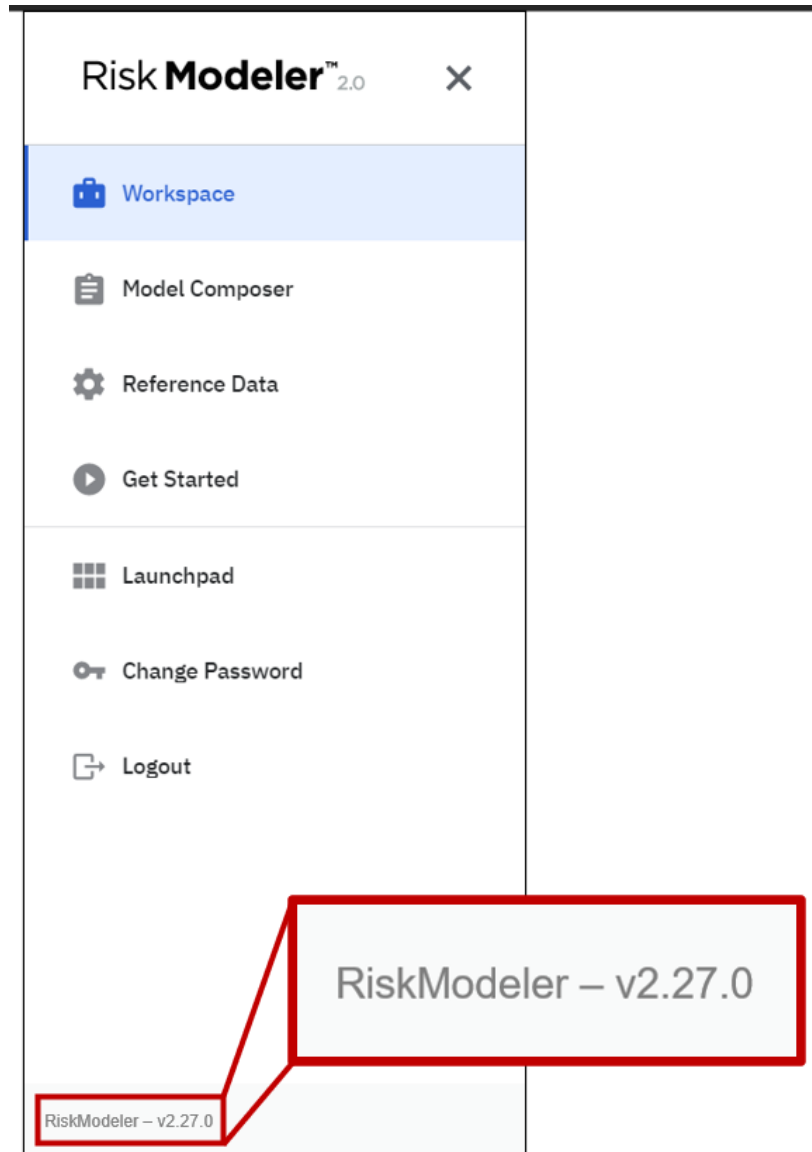 Risk Modeler™ 2.0
Workspace
Model Composer
Reference Data
Get Started
Launchpad
Change Password
Logout
RiskModeler – v2.27.0
RiskModeler – v2.27.0